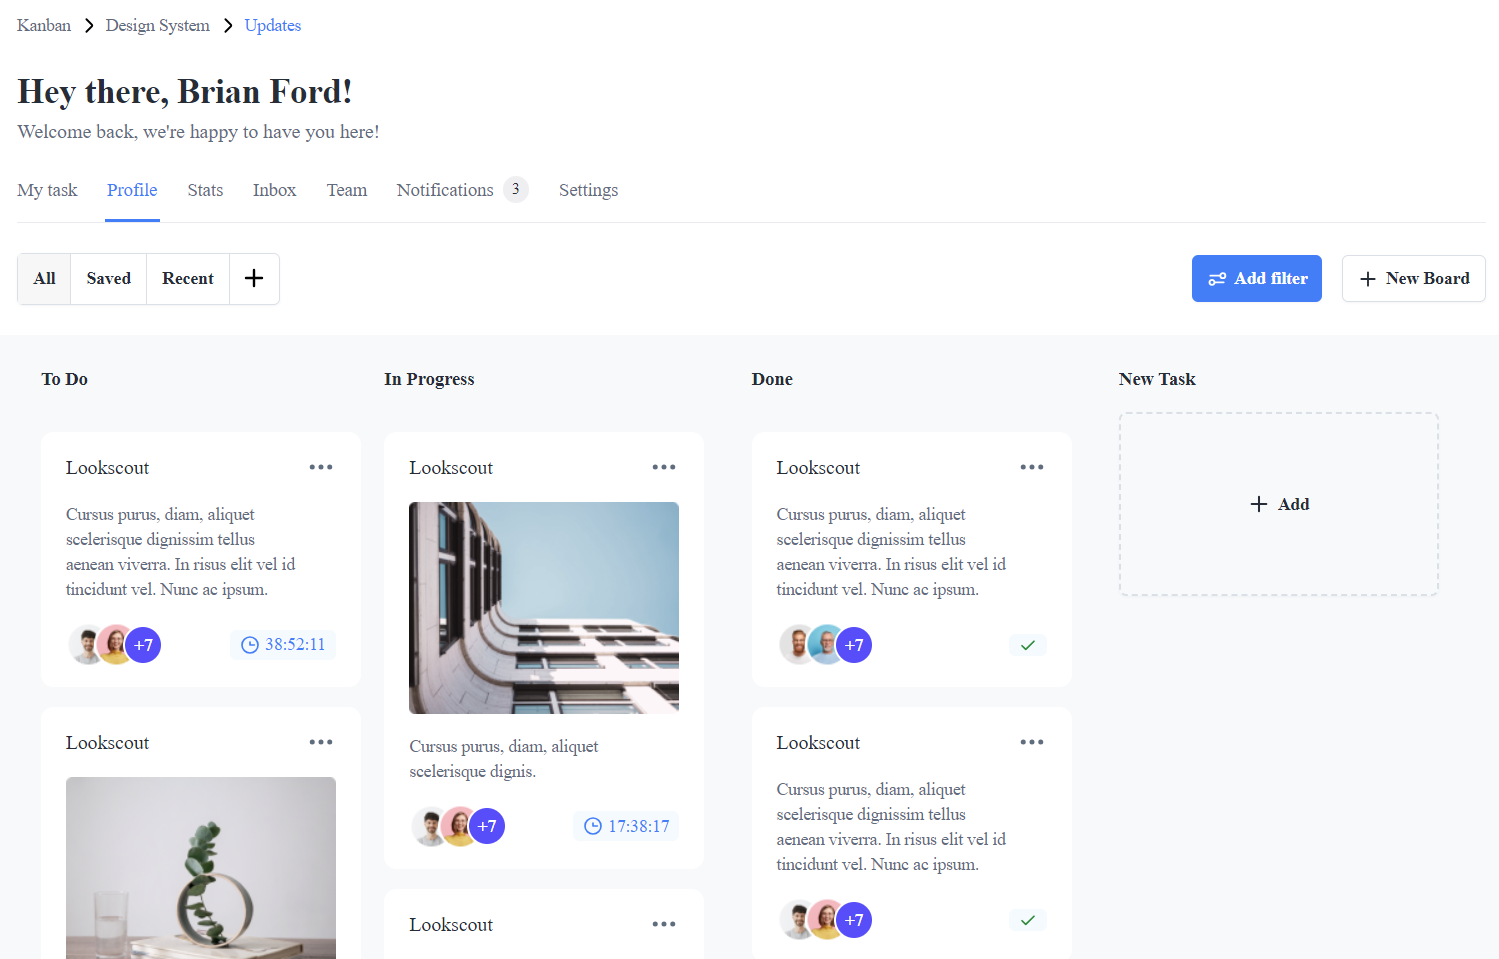 Kanban Design System Updates
Hey there, Brian Ford!
Welcome back, we're happy to have you here!
My task Profile Stats Inbox Team Notifications 3 Settings
All Saved Recent
Add filter
New Board
To Do
Lookscout
Cursus purus, diam, aliquet
scelerisque dignissim tellus
aenean viverra. In risus elit vel id
tincidunt vel. Nunc ac ipsum.
+7 38:52:11
Lookscout
In Progress
Lookscout
Cursus purus, diam, aliquet
scelerisque dignis.
+7 17:38:17
Lookscout
Done
Lookscout
Cursus purus, diam, aliquet
scelerisque dignissim tellus
aenean viverra. In risus elit vel id
tincidunt vel. Nunc ac ipsum.
+7
Lookscout
Cursus purus, diam, aliquet
scelerisque dignissim tellus
aenean viverra. In risus elit vel id
tincidunt vel. Nunc ac ipsum.
+7
New Task
Add